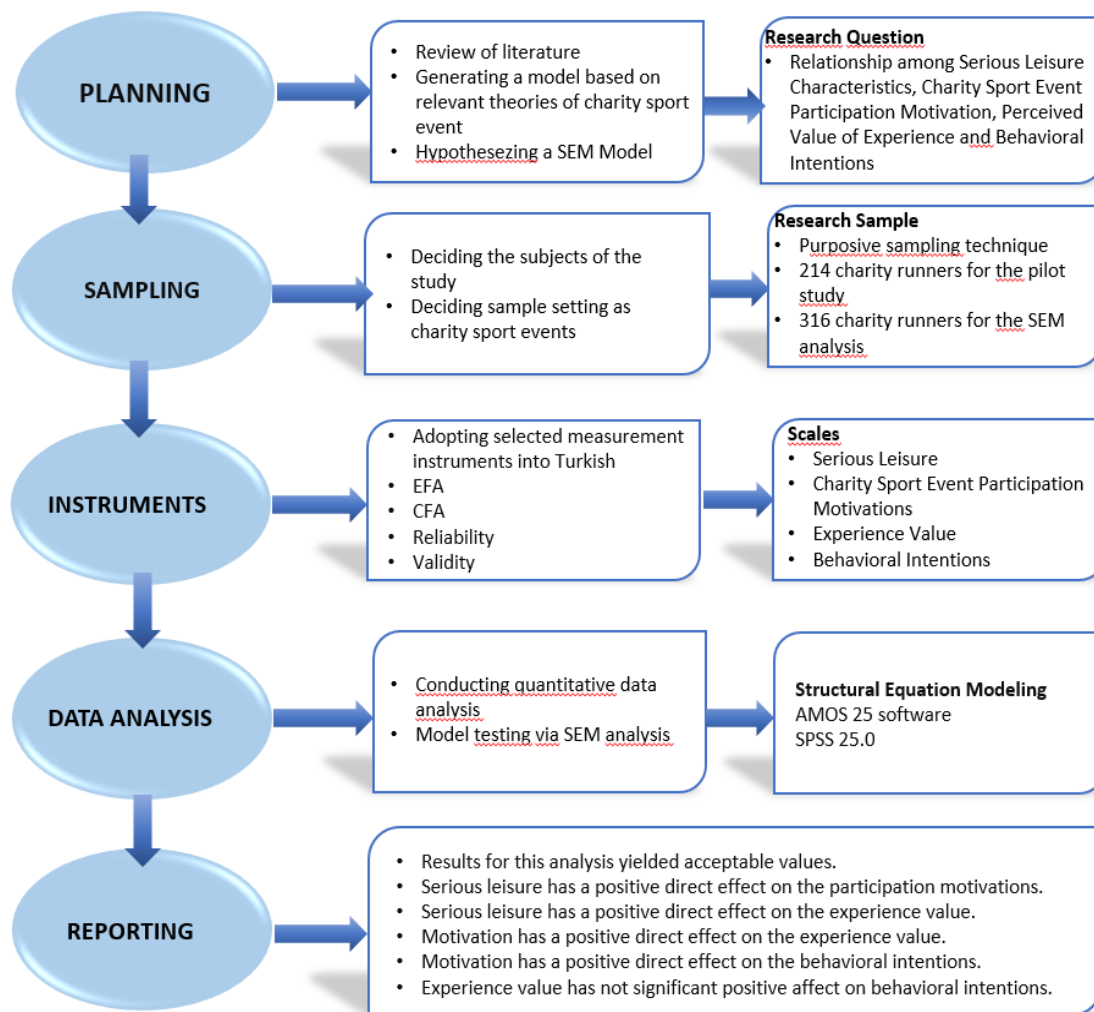 PLANNING
• Review of literature
• Generating a model based on
relevant theories of charity sport
event
• Hypothesezing a SEM Model
Research Question
• Relationship among Serious Leisure
Characteristics, Charity Sport Event
Participation Motivation, Perceived
Value of Experience and Behavioral
Intentions
SAMPLING
• Deciding the subjects of the
study
• Deciding sample setting as
charity sport events
Research Sample
• Purposive sampling technique
• 214 charity runners for the pilot
study
• 316 charity runners for the SEM
analysis
INSTRUMENTS
• Adopting selected measurement
instruments into Turkish
• EFA
• CFA
• Reliability
• Validity
Scales
• Serious Leisure
• Charity Sport Event Participation
Motivations
• Experience Value
• Behavioral Intentions
DATA ANALYSIS
• Conducting quantitative data
analysis
• Model testing via SEM analysis
Structural Equation Modeling
AMOS 25 software
SPSS 25.0
REPORTING
• Results for this analysis yielded acceptable values.
• Serious leisure has a positive direct effect on the participation motivations.
• Serious leisure has a positive direct effect on the experience value.
• Motivation has a positive direct effect on the experience value.
• Motivation has a positive direct effect on the behavioral intentions.
• Experience value has not significant positive affect on behavioral intentions.